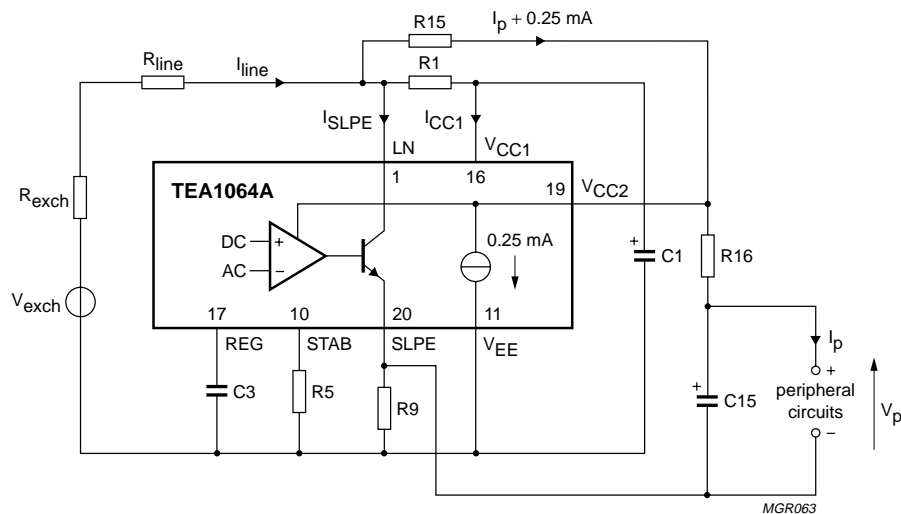 R15
Ip + 0.25 mA
Rline
Iline
R1
ISLPE
ICC1
LN
VCC1
1
16
TEA1064A
19
VCC2
Rexch
DC
+
AC
−
0.25 mA
+
C1
R16
Vexch
17
10
20
11
REG
STAB
SLPE
VEE
Ip
+
C3
R5
R9
+
C15
peripheral
circuits
Vp
−
MGR063